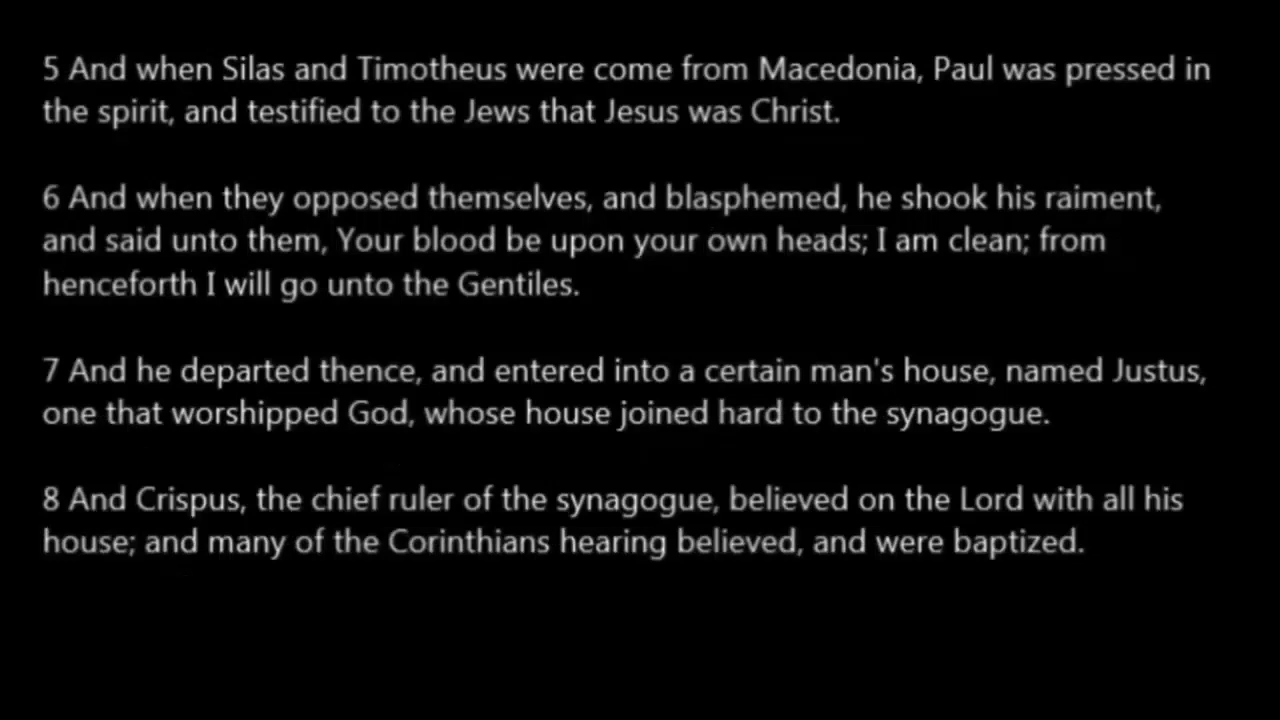 5 And when Silas and Timotheus were come from Macedonia, Paul was pressed in
the spirit, and testified to the Jews that Jesus was Christ.
6 And when they opposed themselves, and blasphemed, he shook his raiment,
and said unto them, Your blood be upon your own heads; I am clean; from
henceforth I will go unto the Gentiles.
7 And he departed thence, and entered into a certain man's house, named Justus,
one that worshipped God, whose house joined hard to the synagogue.
8 And Crispus, the chief ruler of the synagogue, believed on the Lord with all his
house; and many of the Corinthians hearing believed, and were baptized.